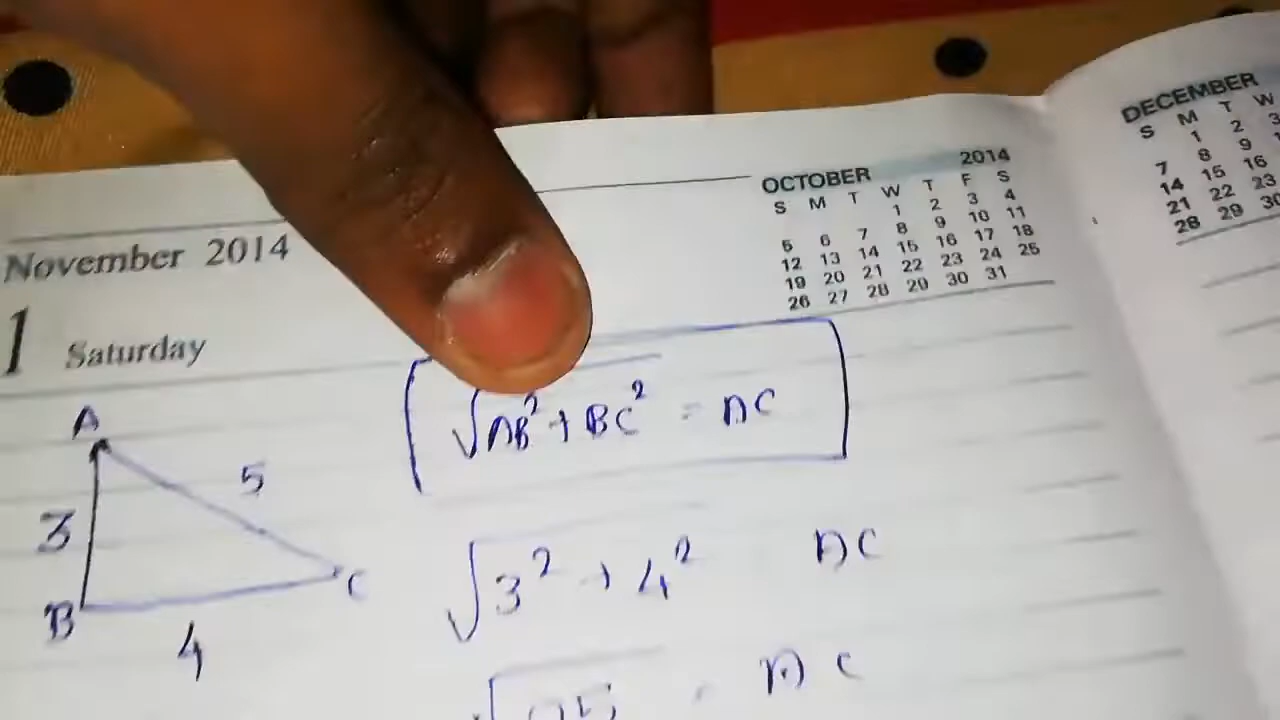 November 2014
1 Saturday
OCTOBER 2014
S M T W T F S
1 2 3 4
5 6 7 8 9 10 11
12 13 14 15 16 17 18
19 20 21 22 23 24 25
26 27 28 29 30 31
DECEMBER
S M T W
1 2 3
7 8 9
14 15 16
21 22 23
28 29 30
A
5
3
B
C
4
√AB²+BC² = AC
√3²+4² AC
√25 = AC